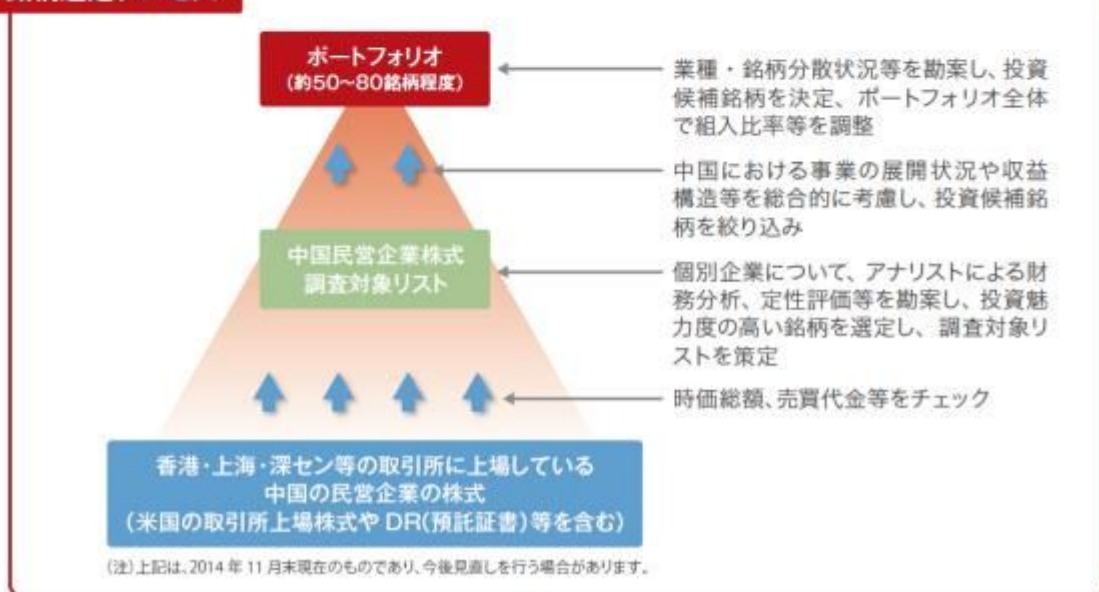 ポートフォリオ
(約50〜80銘柄程度)
業種・銘柄分散状況等を勘案し、投資
候補銘柄を決定、ポートフォリオ全体
で組入比率等を調整
中国における事業の展開状況や収益
構造等を総合的に考慮し、投資候補銘
柄を絞り込み
中国民営企業株式
調査対象リスト
個別企業について、アナリストによる財
務分析、定性評価等を勘案し、投資魅
力度の高い銘柄を選定し、調査対象リ
ストを策定
時価総額、売買代金等をチェック
香港・上海・深セン等の取引所に上場している
中国の民営企業の株式
(米国の取引所上場株式や DR(預託証書)等を含む)
(注)上記は、2014 年 11 月末現在のものであり、今後見直しを行う場合があります。